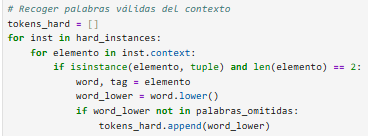 # Recoger palabras válidas del contexto
tokens_hard = []
for inst in hard_instances:
    for elemento in inst.context:
        if isinstance(elemento, tuple) and len(elemento) == 2:
            word, tag = elemento
            word_lower = word.lower()
            if word_lower not in palabras_omitidas:
                tokens_hard.append(word_lower)